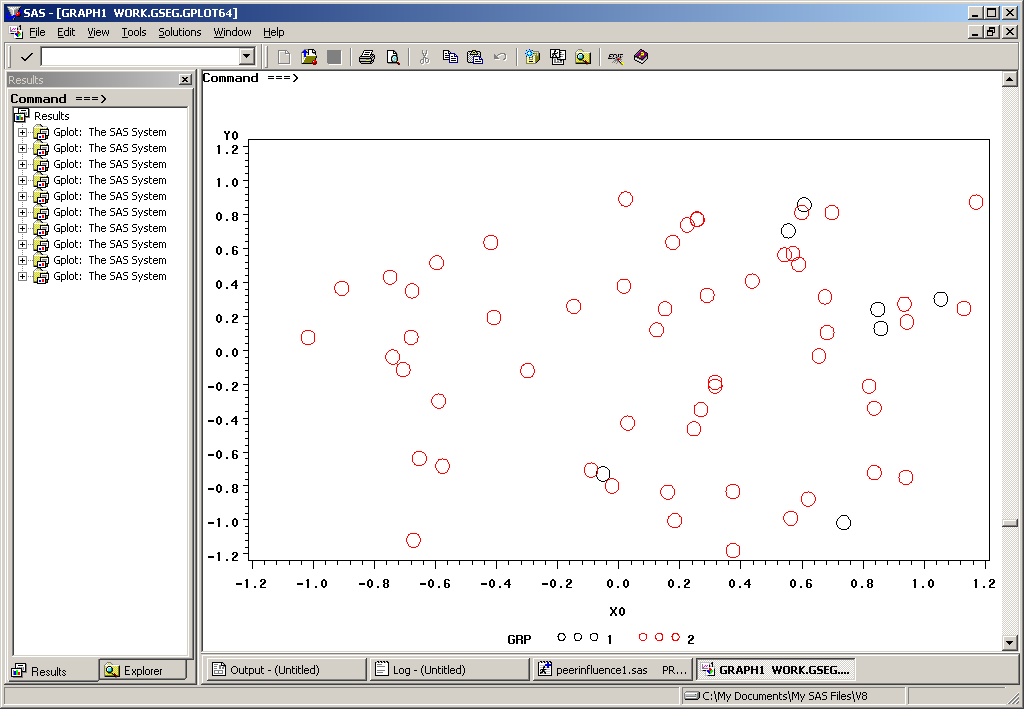 SAS - [GRAPH1 WORK.GSEG.GPLOT64]
File Edit View Tools Solutions Window Help
Results
Command ===>
Results
Gplot: The SAS System
Gplot: The SAS System
Gplot: The SAS System
Gplot: The SAS System
Gplot: The SAS System
Gplot: The SAS System
Gplot: The SAS System
Gplot: The SAS System
Gplot: The SAS System
Gplot: The SAS System
Results Explorer
Command ===>
Y0
1.2
1.0
0.8
0.6
0.4
0.2
0.0
-0.2
-0.4
-0.6
-0.8
-1.0
-1.2
-1.2 -1.0 -0.8 -0.6 -0.4 -0.2 0.0 0.2 0.4 0.6 0.8 1.0 1.2
X0
GRP 1 2
Output - (Untitled) Log - (Untitled) peerinfluence1.sas PR... GRAPH1 WORK.GSEG....
C:\My Documents\My SAS Files\V8